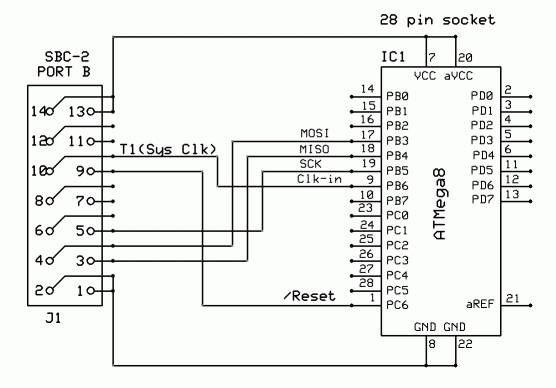 28 pin socket
SBC-2
PORT B
IC1
7 20
VCC aVCC
14 PB0 PD0 2
15 PB1 PD1 3
16 PB2 PD2 4
MOSI 17 PB3 PD3 5
MISO 18 PB4 PD4 6
SCK 19 PB5 PD5 11
Clk-in 9 PB6 PD6 12
10 PB7 PD7 13
23 PC0
24 PC1
25 PC2
26 PC3
27 PC4
28 PC5
/Reset 1 PC6
aREF 21
ATMega8
GND GND
8 22
14 13
12 11
T1(Sys Clk)
10 9
8 7
6 5
4 3
2 1
J1